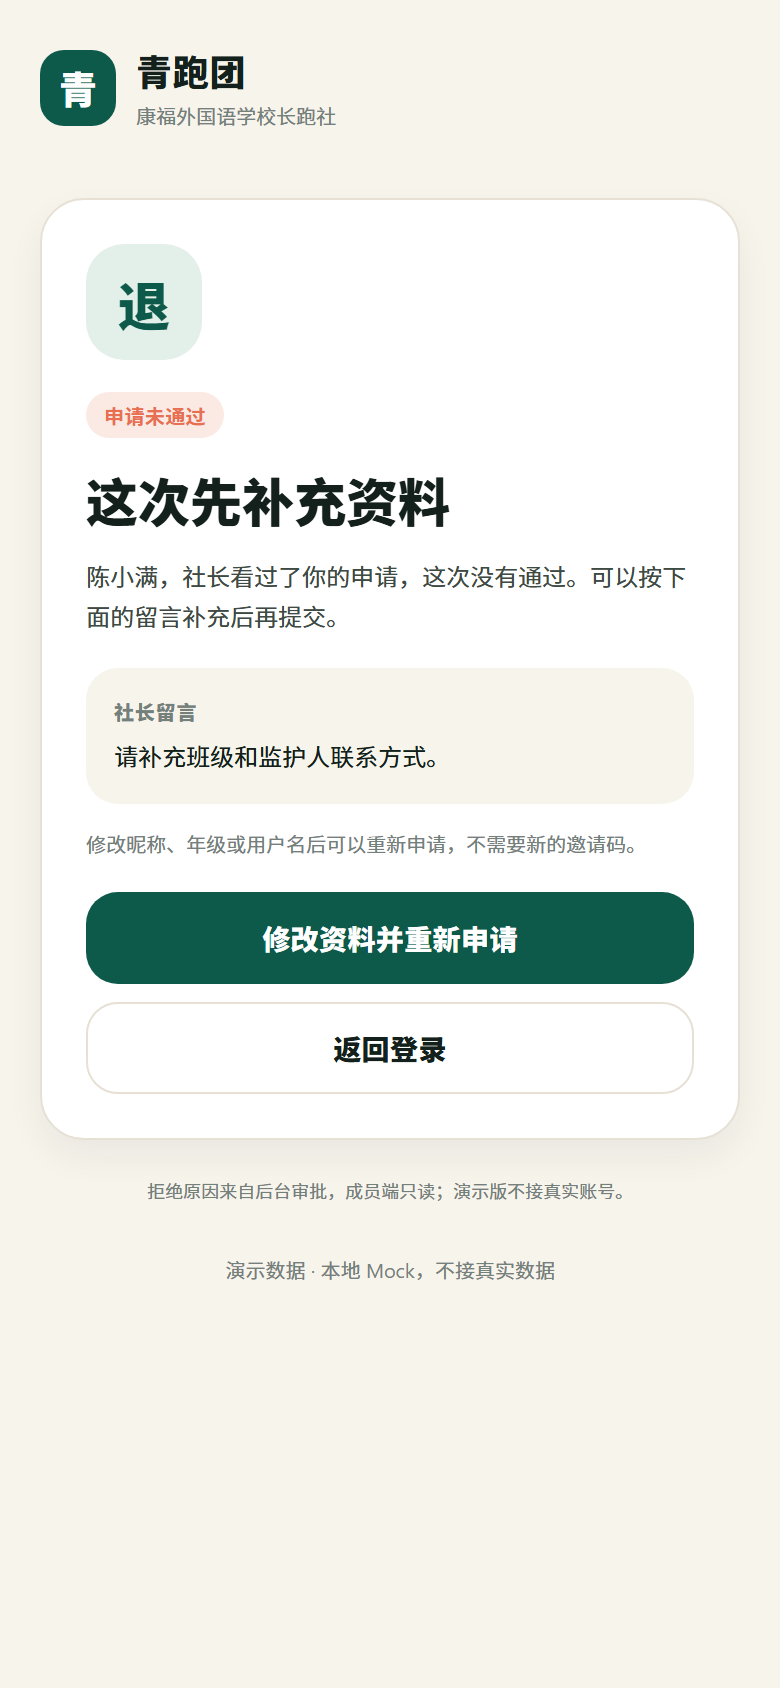 青
青跑团
康福外国语学校长跑社
退
申请未通过
这次先补充资料
陈小满，社长看过了你的申请，这次没有通过。可以按下
面的留言补充后再提交。
社长留言
请补充班级和监护人联系方式。
修改昵称、年级或用户名后可以重新申请，不需要新的邀请码。
修改资料并重新申请
返回登录
拒绝原因来自后台审批，成员端只读；演示版不接真实账号。
演示数据 · 本地 Mock，不接真实数据